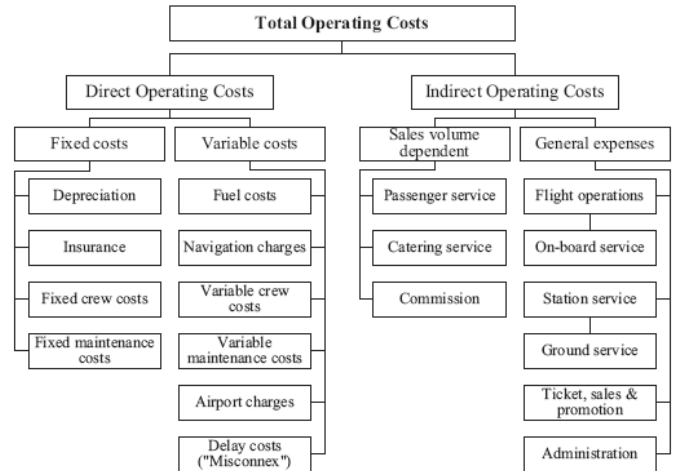 Total Operating Costs
Direct Operating Costs
Indirect Operating Costs
Fixed costs
Variable costs
Sales volume
dependent
General expenses
Depreciation
Fuel costs
Passenger service
Flight operations
Insurance
Navigation charges
Catering service
On-board service
Fixed crew costs
Variable crew
costs
Commission
Station service
Fixed maintenance
costs
Variable
maintenance costs
Ground service
Airport charges
Ticket, sales &
promotion
Delay costs
("Misconnex")
Administration